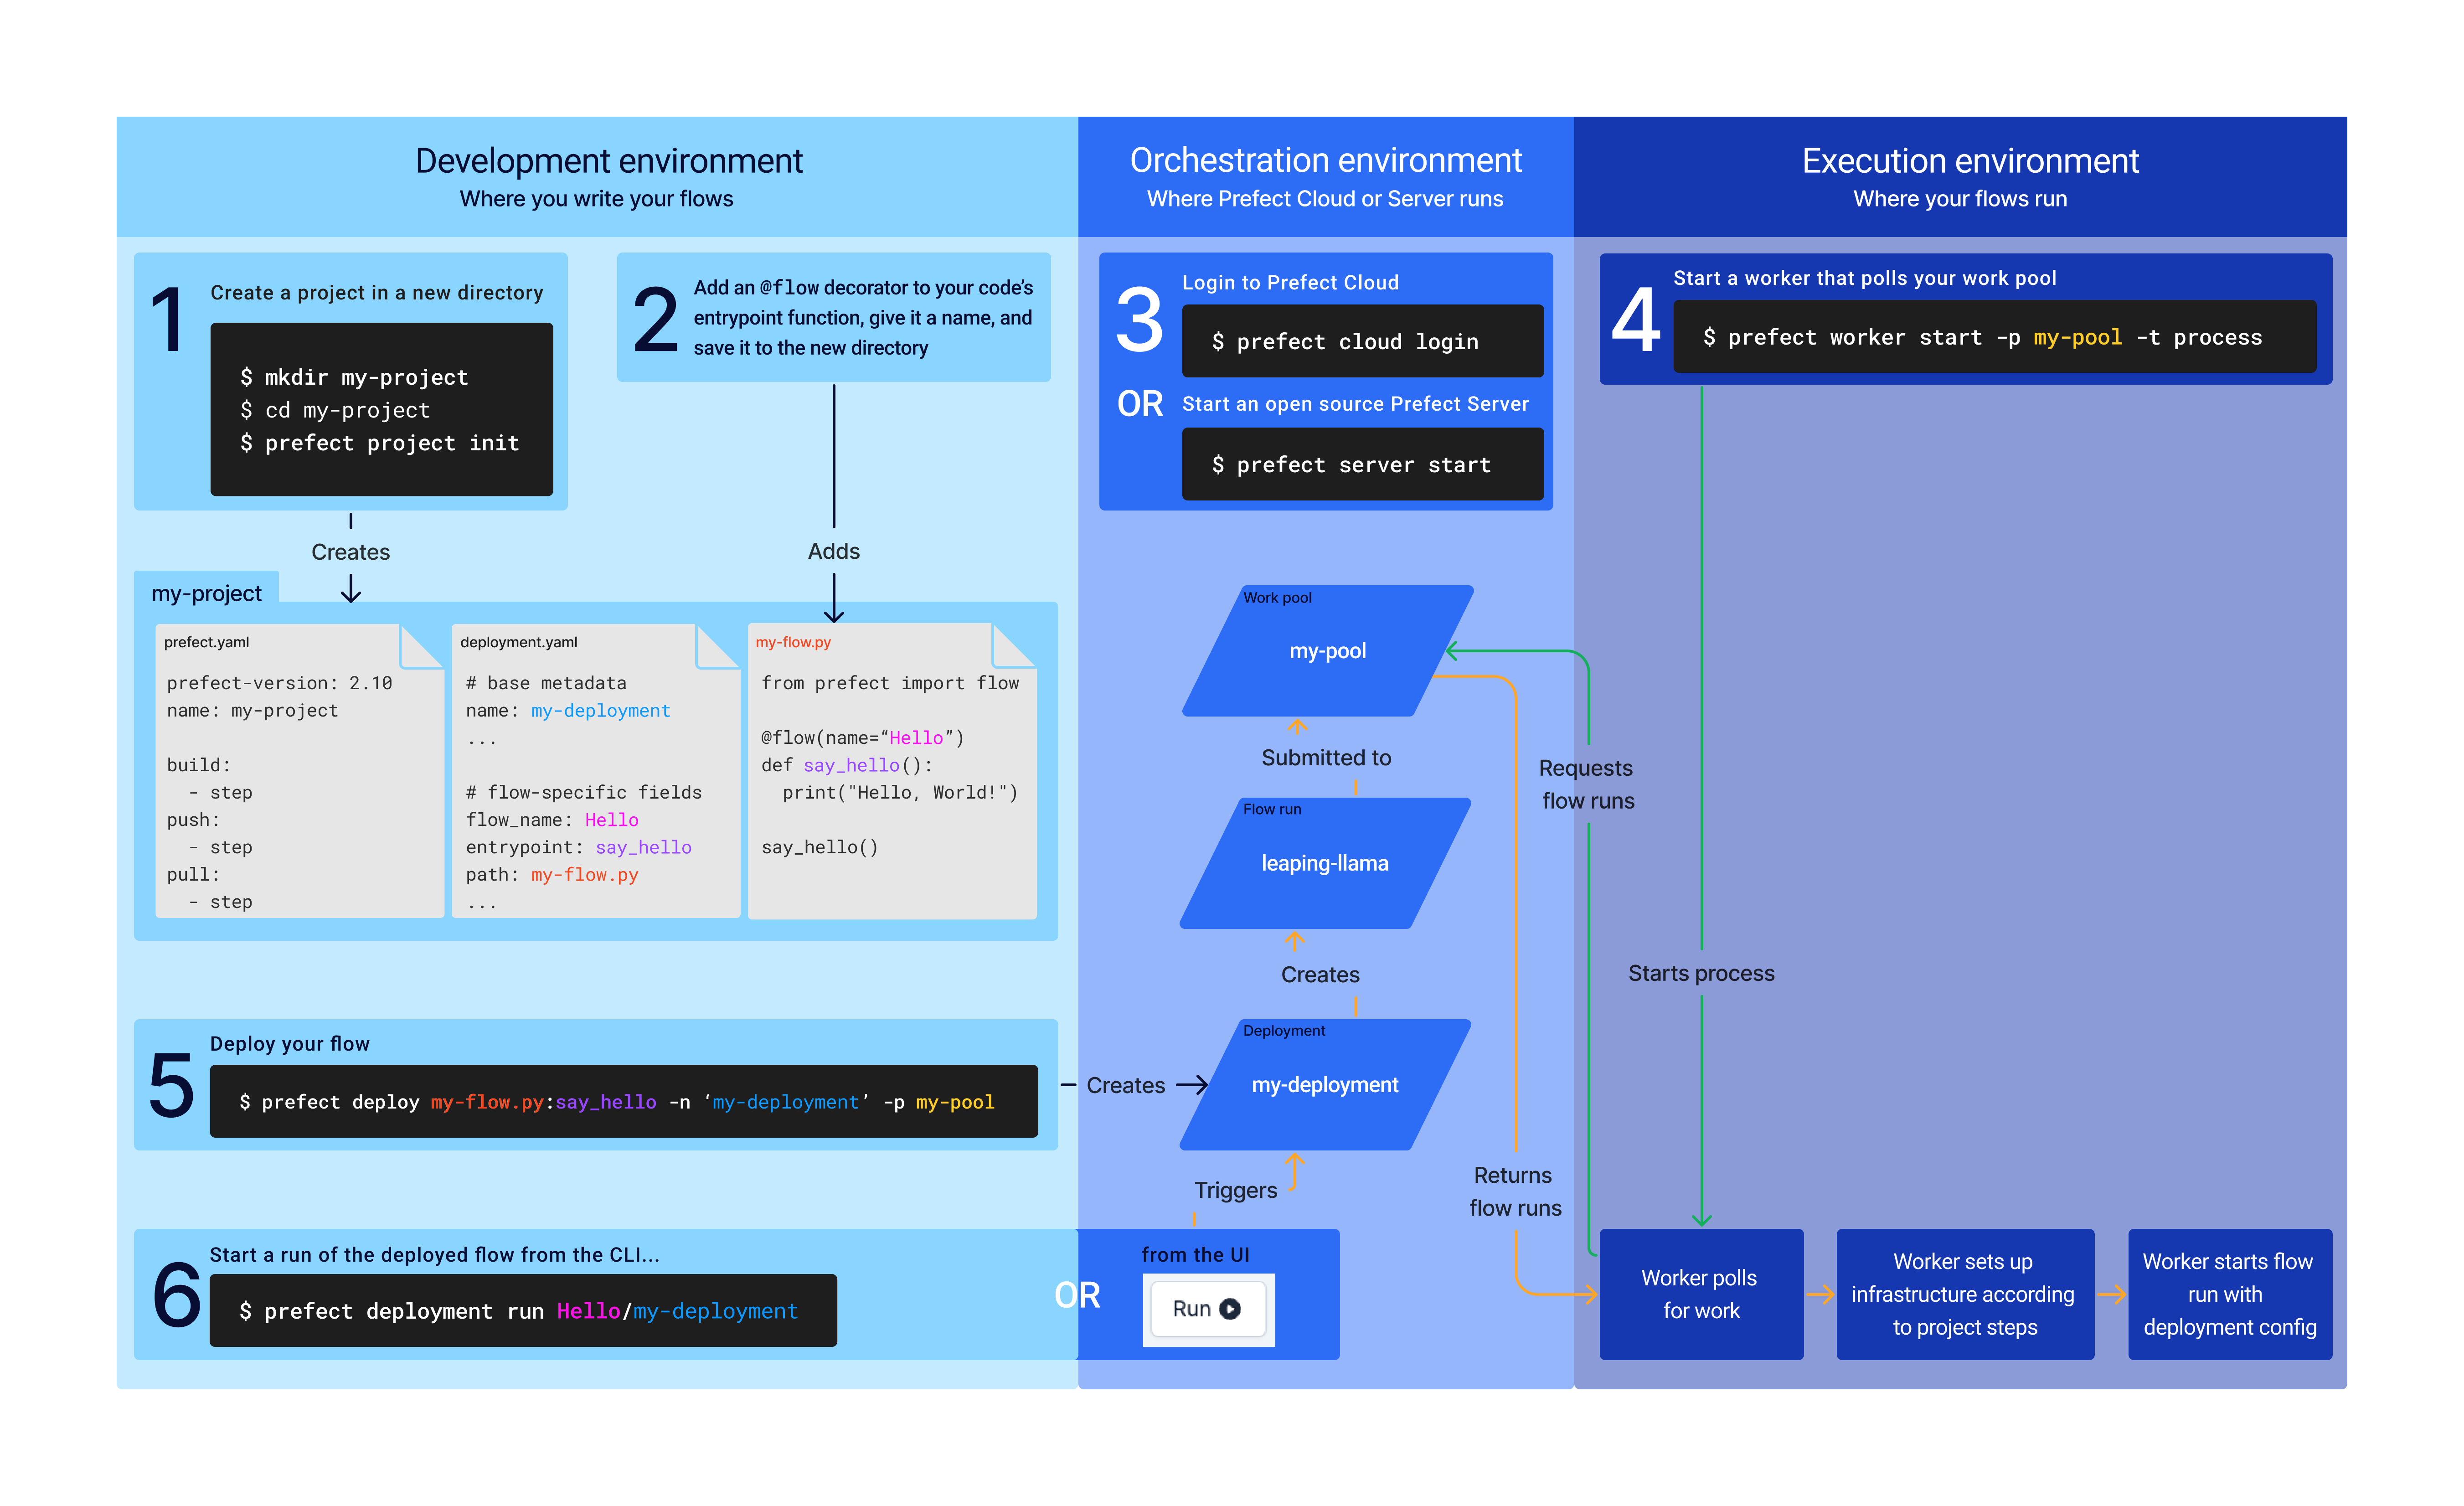 Development environment
Where you write your flows
Orchestration environment
Where Prefect Cloud or Server runs
Execution environment
Where your flows run
1
Create a project in a new directory
$ mkdir my-project
$ cd my-project
$ prefect project init
2
Add an @flow decorator to your code’s
entrypoint function, give it a name, and
save it to the new directory
3
Login to Prefect Cloud
$ prefect cloud login
OR
Start an open source Prefect Server
$ prefect server start
4
Start a worker that polls your work pool
$ prefect worker start -p my-pool -t process
Creates
Adds
my-project
prefect.yaml
prefect-version: 2.10
name: my-project
build:
- step
push:
- step
pull:
- step
deployment.yaml
# base metadata
name: my-deployment
...
# flow-specific fields
flow_name: Hello
entrypoint: say_hello
path: my-flow.py
...
my-flow.py
from prefect import flow
@flow(name=“Hello”)
def say_hello():
print("Hello, World!")
say_hello()
Work pool
my-pool
Submitted to
Flow run
leaping-llama
Creates
Deployment
my-deployment
Requests
flow runs
Starts process
5
Deploy your flow
$ prefect deploy my-flow.py:say_hello -n ‘my-deployment’ -p my-pool
Creates
Triggers
Returns
flow runs
6
Start a run of the deployed flow from the CLI...
$ prefect deployment run Hello/my-deployment
OR
from the UI
Run
Worker polls
for work
Worker sets up
infrastructure according
to project steps
Worker starts flow
run with
deployment config